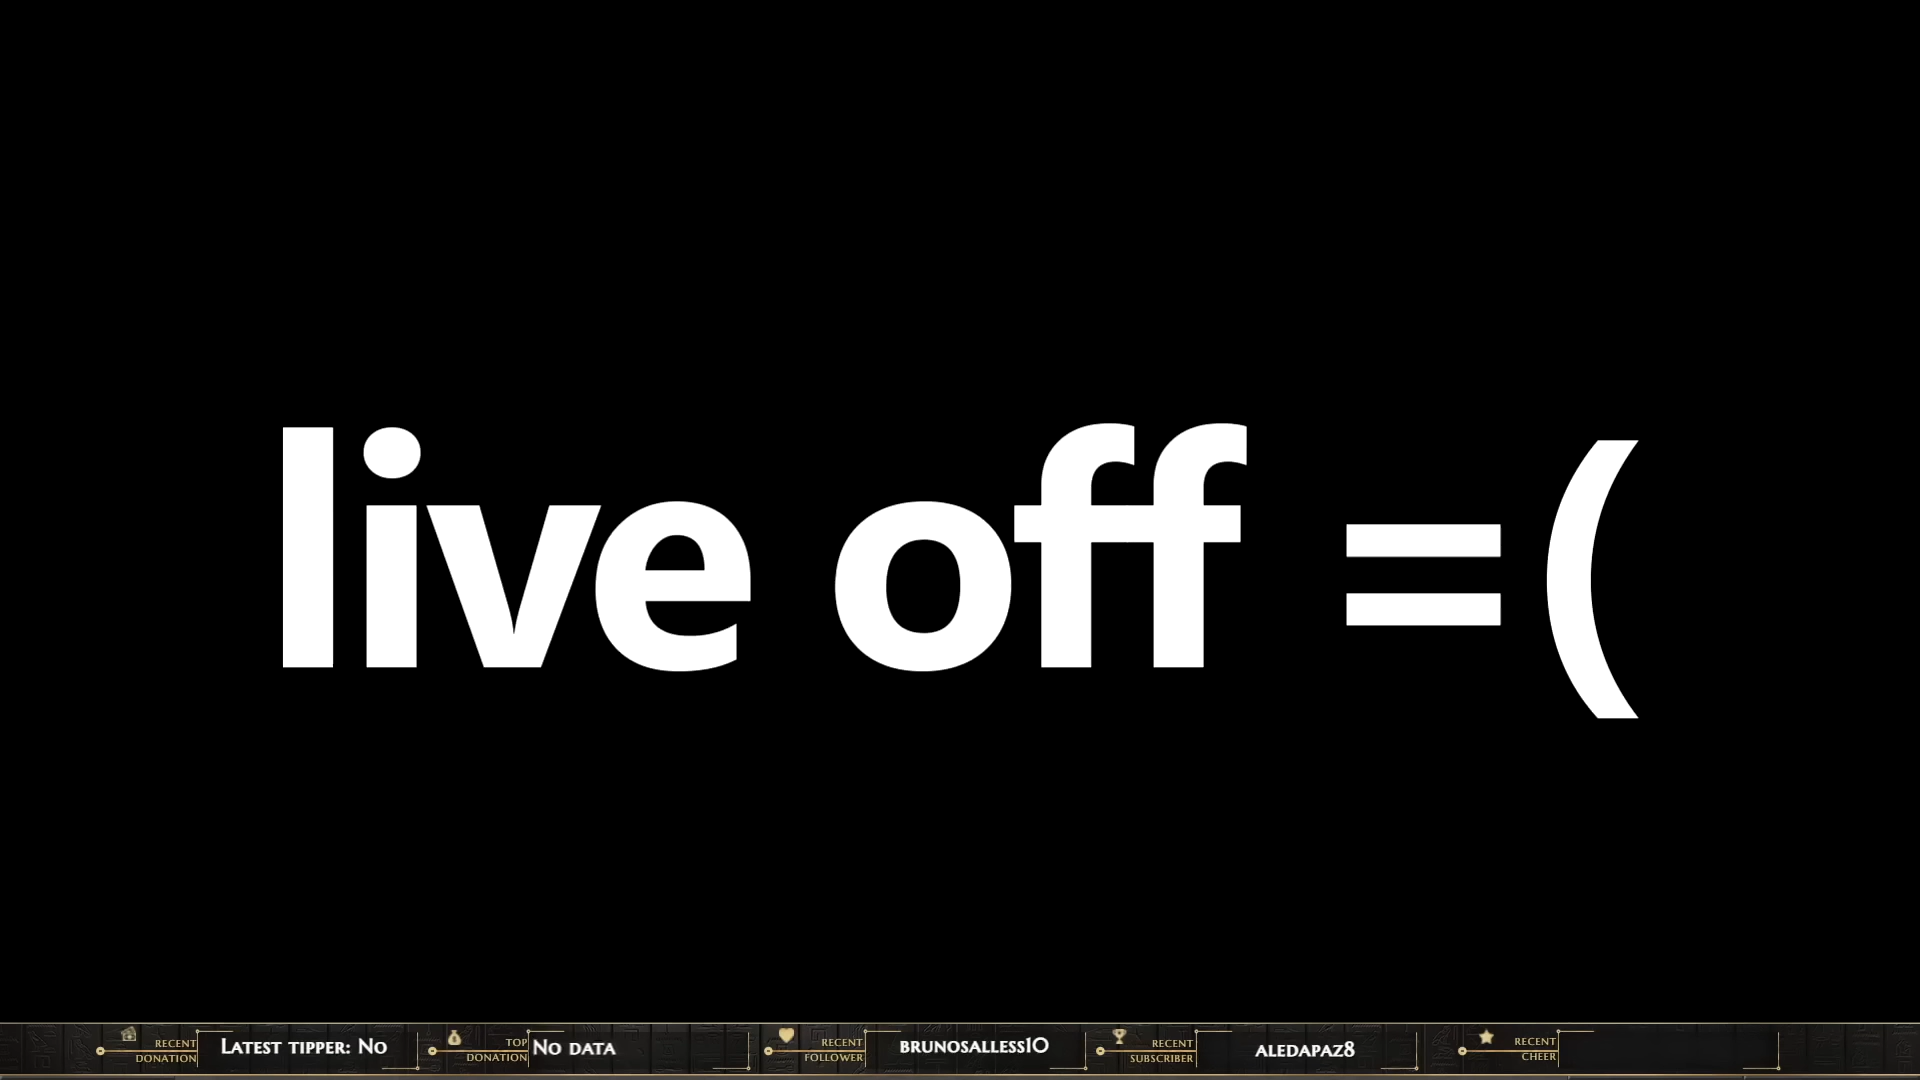 live off =(
RECENT DONATION
Latest tipper: No
TOP DONATION
No data
RECENT FOLLOWER
brunosalless10
RECENT SUBSCRIBER
aledapaz8
RECENT CHEER